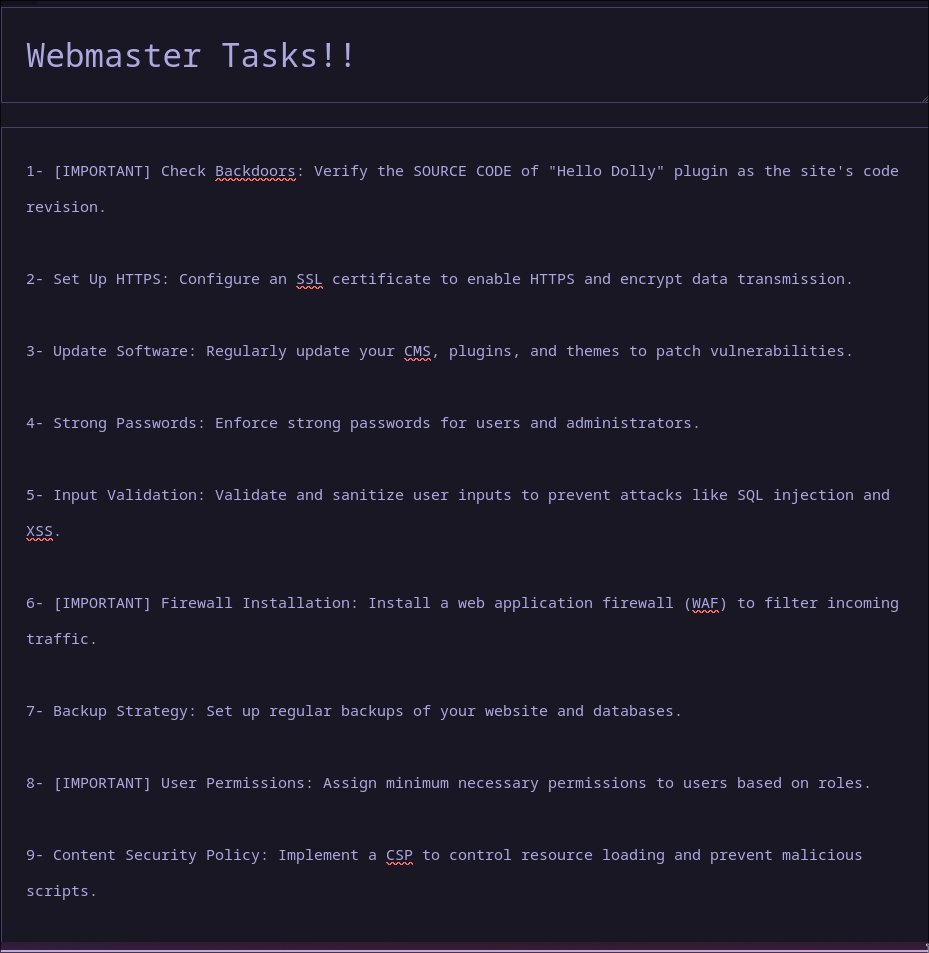 Webmaster Tasks!!
1- [IMPORTANT] Check Backdoors: Verify the SOURCE CODE of "Hello Dolly" plugin as the site's code
revision.
2- Set Up HTTPS: Configure an SSL certificate to enable HTTPS and encrypt data transmission.
3- Update Software: Regularly update your CMS, plugins, and themes to patch vulnerabilities.
4- Strong Passwords: Enforce strong passwords for users and administrators.
5- Input Validation: Validate and sanitize user inputs to prevent attacks like SQL injection and
XSS.
6- [IMPORTANT] Firewall Installation: Install a web application firewall (WAF) to filter incoming
traffic.
7- Backup Strategy: Set up regular backups of your website and databases.
8- [IMPORTANT] User Permissions: Assign minimum necessary permissions to users based on roles.
9- Content Security Policy: Implement a CSP to control resource loading and prevent malicious
scripts.